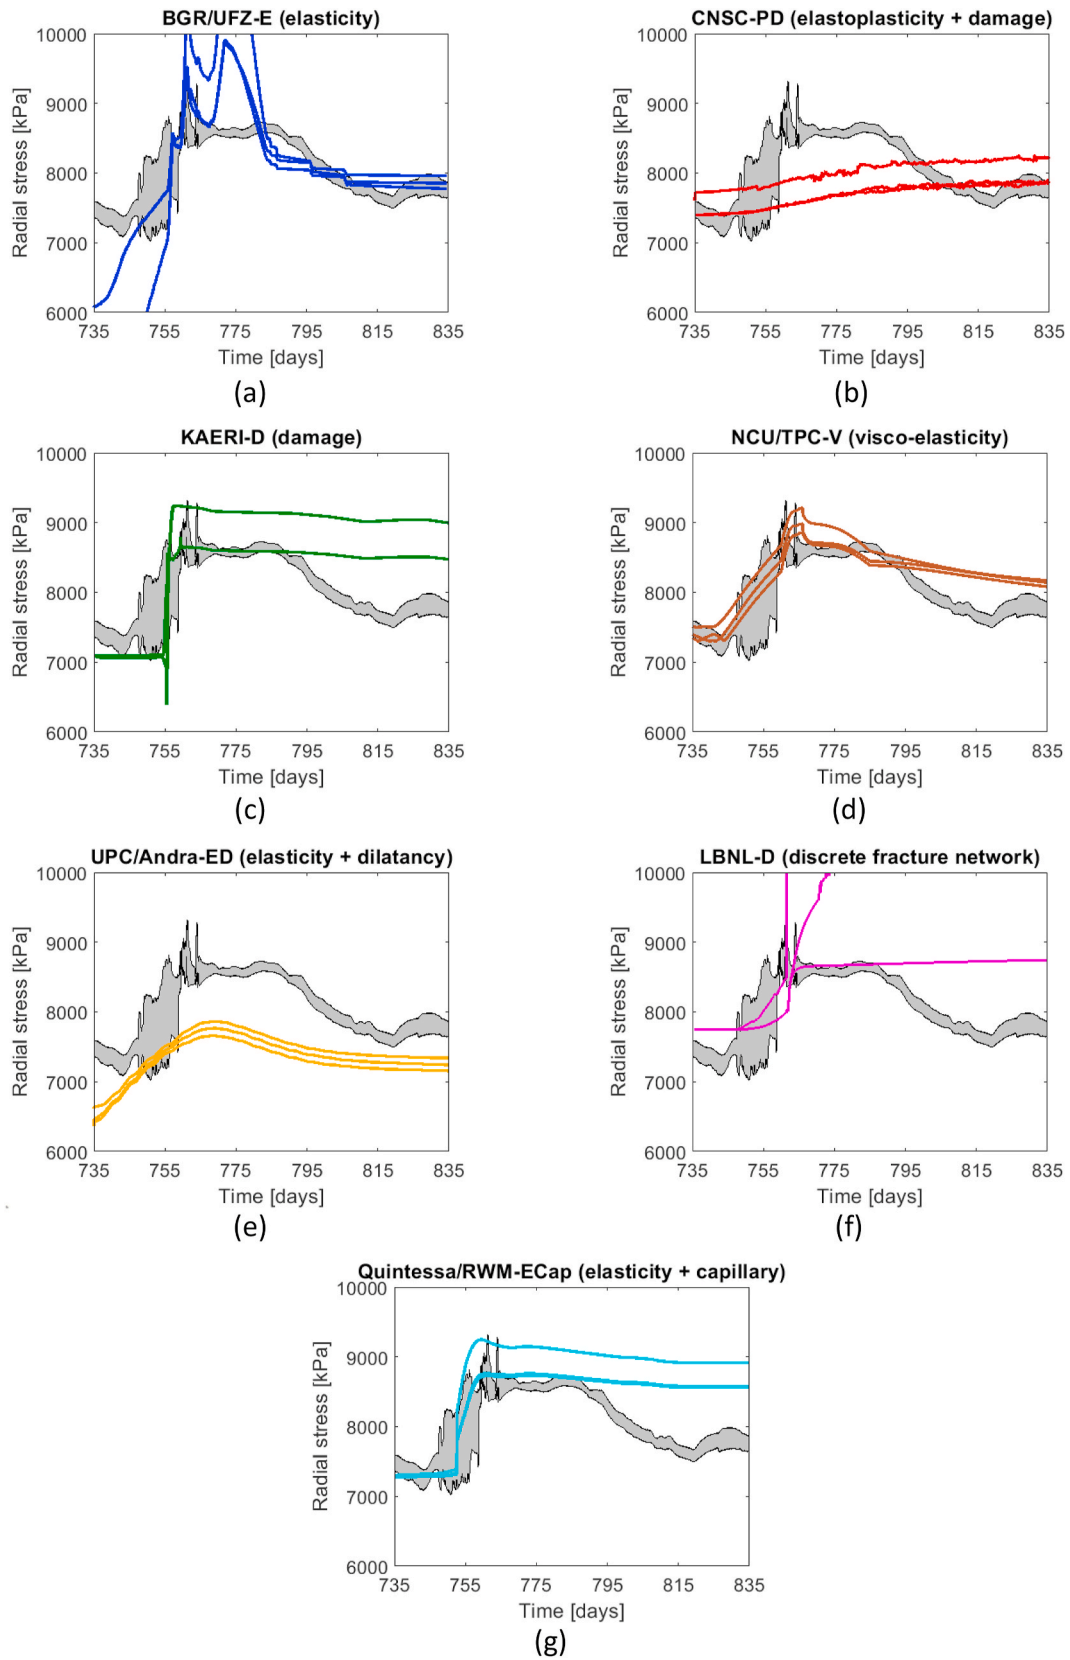 BGR/UFZ-E (elasticity)
10000
9000
8000
7000
6000
Radial stress [kPa]
735 755 775 795 815 835
Time [days]
(a)
CNSC-PD (elastoplasticity + damage)
10000
9000
8000
7000
6000
Radial stress [kPa]
735 755 775 795 815 835
Time [days]
(b)
KAERI-D (damage)
10000
9000
8000
7000
6000
Radial stress [kPa]
735 755 775 795 815 835
Time [days]
(c)
NCU/TPC-V (visco-elasticity)
10000
9000
8000
7000
6000
Radial stress [kPa]
735 755 775 795 815 835
Time [days]
(d)
UPC/Andra-ED (elasticity + dilatancy)
10000
9000
8000
7000
6000
Radial stress [kPa]
735 755 775 795 815 835
Time [days]
(e)
LBNL-D (discrete fracture network)
10000
9000
8000
7000
6000
Radial stress [kPa]
735 755 775 795 815 835
Time [days]
(f)
Quintessa/RWM-ECap (elasticity + capillary)
10000
9000
8000
7000
6000
Radial stress [kPa]
735 755 775 795 815 835
Time [days]
(g)